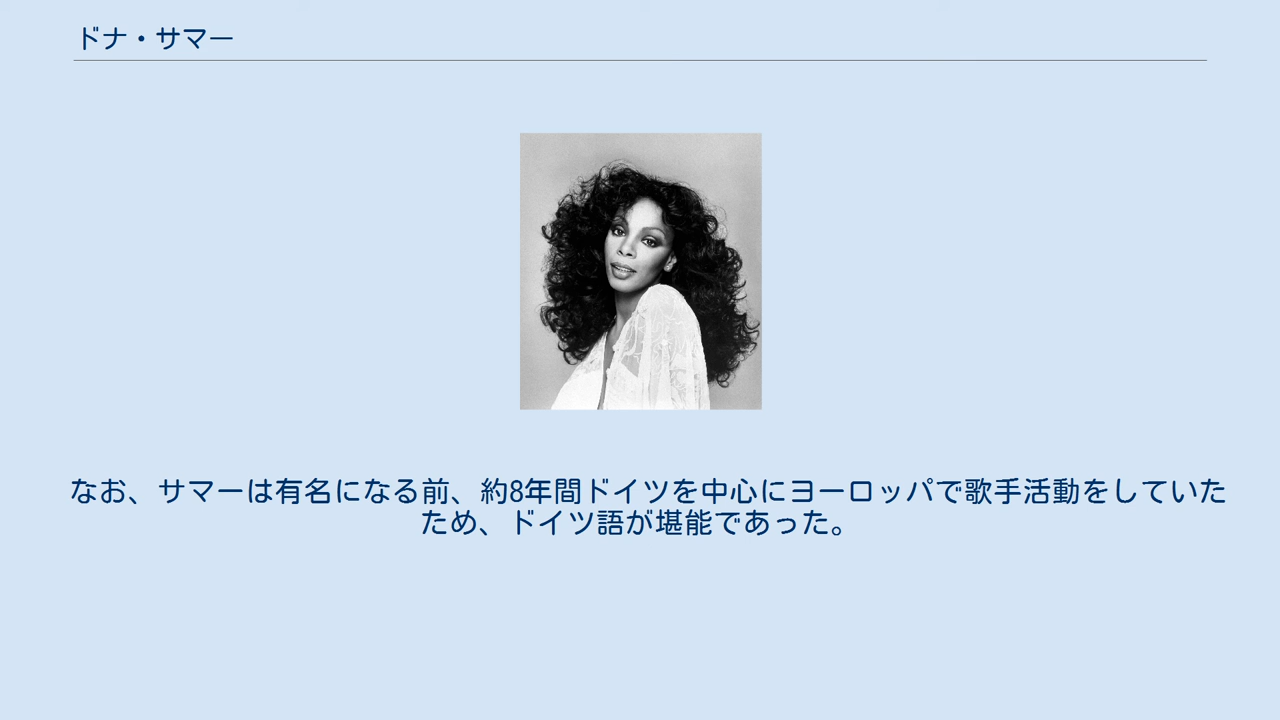 ドナ・サマー
なお、サマーは有名になる前、約8年間ドイツを中心にヨーロッパで歌手活動をしていた
ため、ドイツ語が堪能であった。